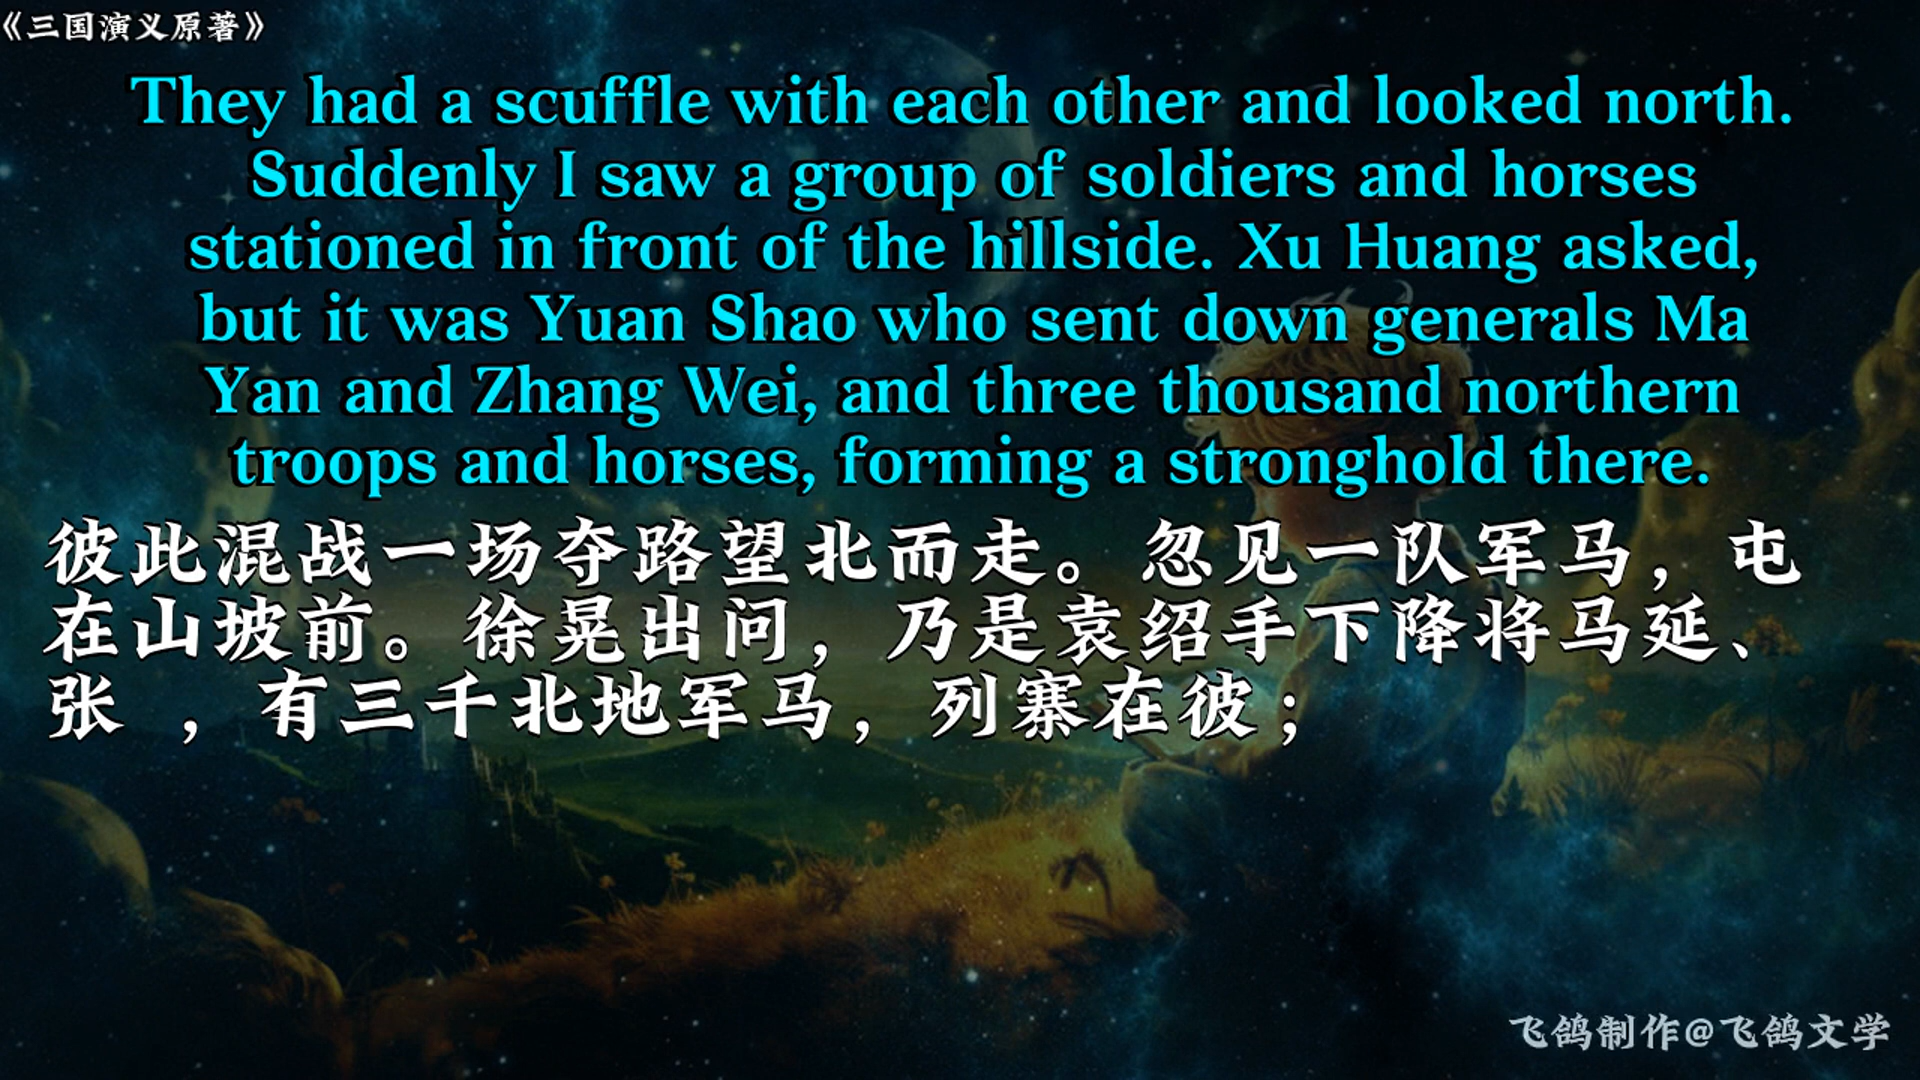 《三国演义原著》
They had a scuffle with each other and looked north.
Suddenly I saw a group of soldiers and horses
stationed in front of the hillside. Xu Huang asked,
but it was Yuan Shao who sent down generals Ma
Yan and Zhang Wei, and three thousand northern
troops and horses, forming a stronghold there.
彼此混战一场夺路望北而走。忽见一队军马，屯
在山坡前。徐晃出问，乃是袁绍手下降将马延、
张 ，有三千北地军马，列寨在彼；
飞鸽制作@飞鸽文学